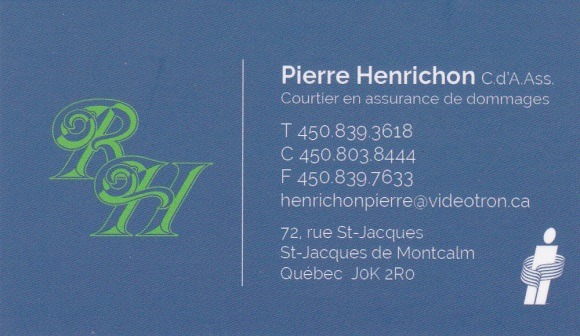 RH
Pierre Henrichon C.d'A.Ass.
Courtier en assurance de dommages
T 450.839.3618
C 450.803.8444
F 450.839.7633
henrichonpierre@videotron.ca
72, rue St-Jacques
St-Jacques de Montcalm
Québec J0K 2R0